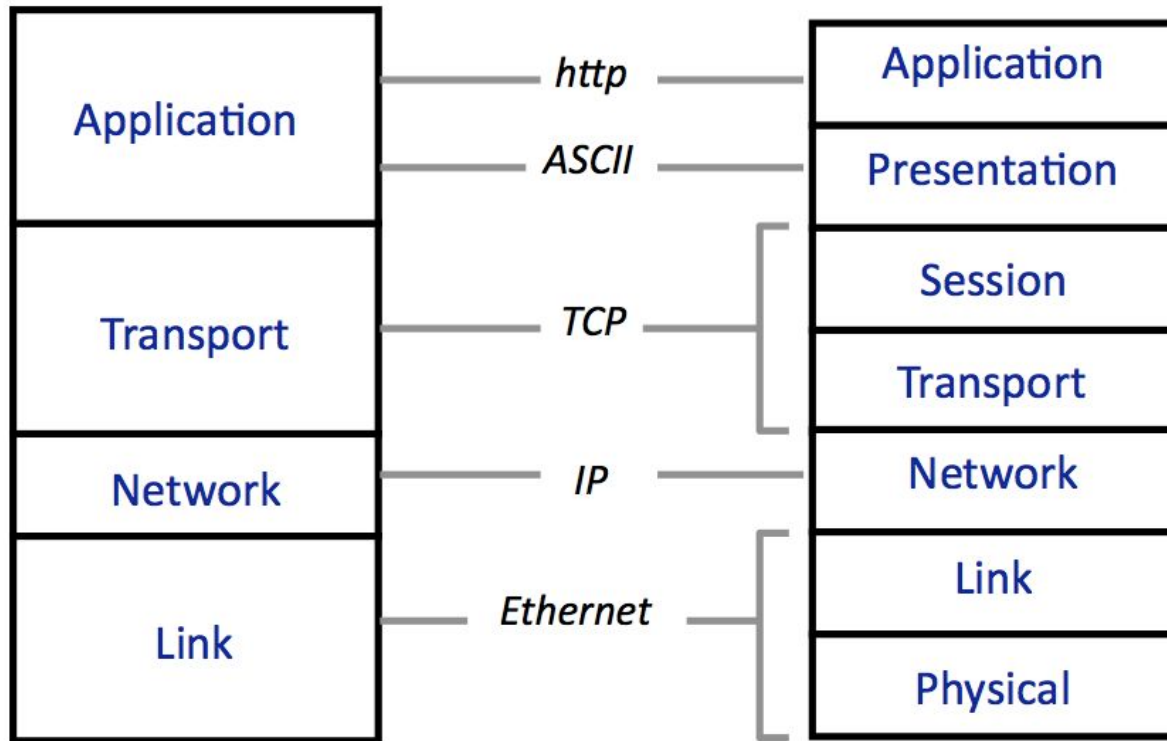 Application
Transport
Network
Link
http
ASCII
TCP
IP
Ethernet
Application
Presentation
Session
Transport
Network
Link
Physical